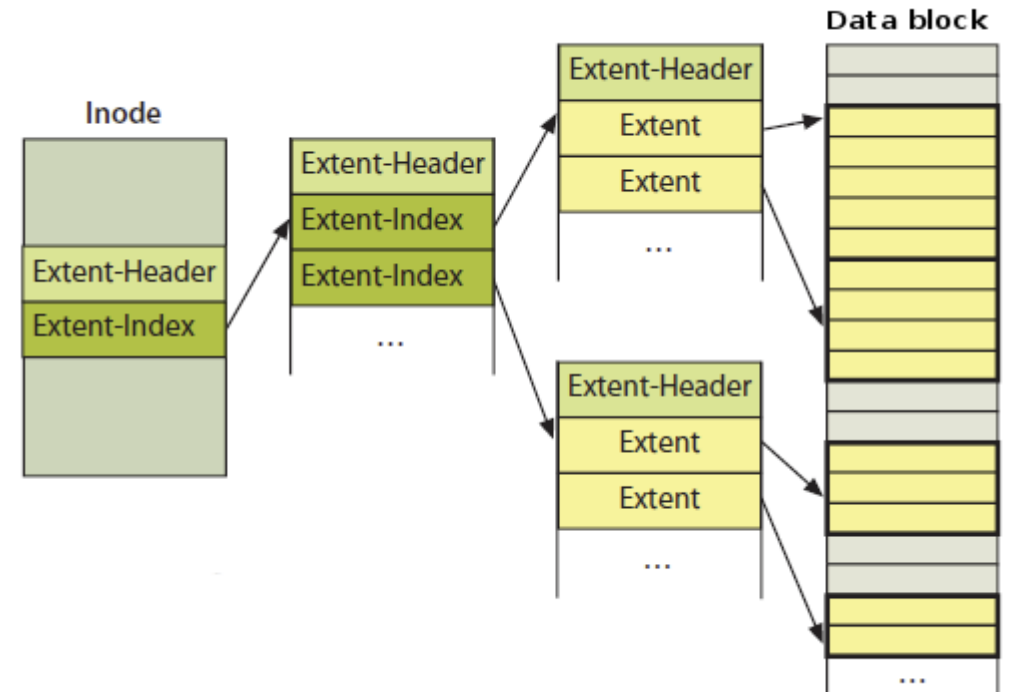 Inode
Extent-Header
Extent-Index
Extent-Header
Extent-Index
Extent-Index
...
Extent-Header
Extent
Extent
...
Extent-Header
Extent
Extent
...
Data block
...